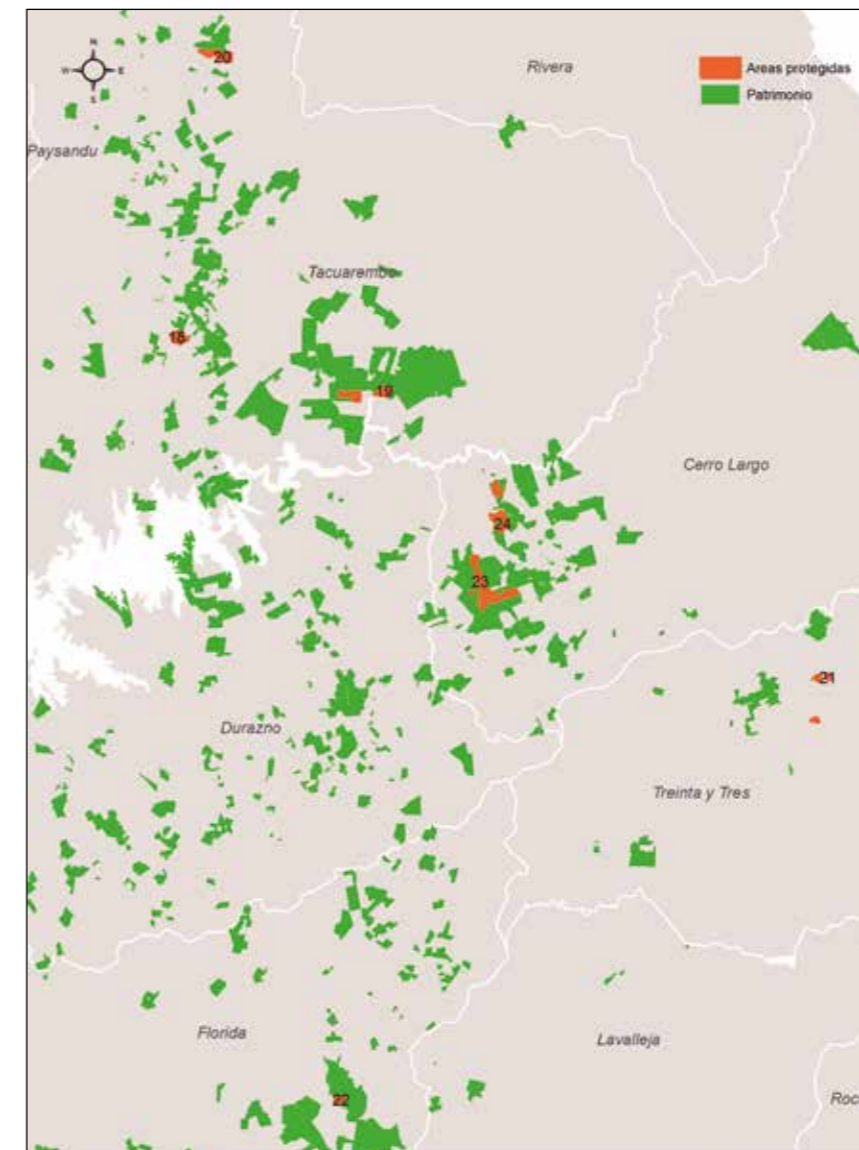 N
W E
S
20
Rivera
Areas protegidas
Patrimonio
Paysandu
Tacuarembo
18
19
Cerro Largo
24
23
21
Durazno
Treinta y Tres
Florida
Lavalleja
22
Roc